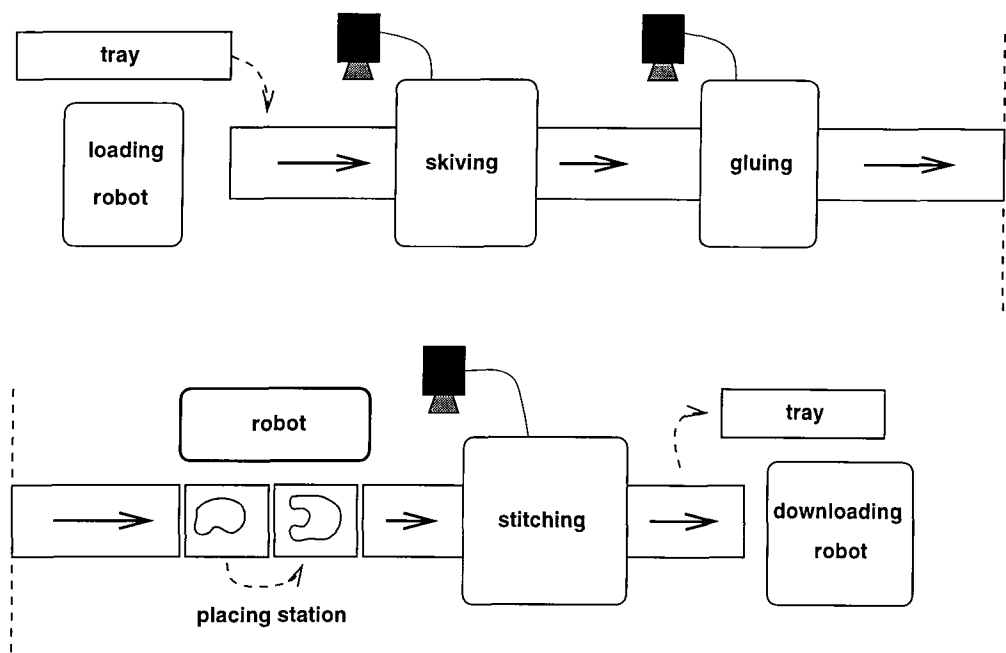 tray
loading
robot
skiving
gluing
robot
tray
stitching
downloading
robot
placing station